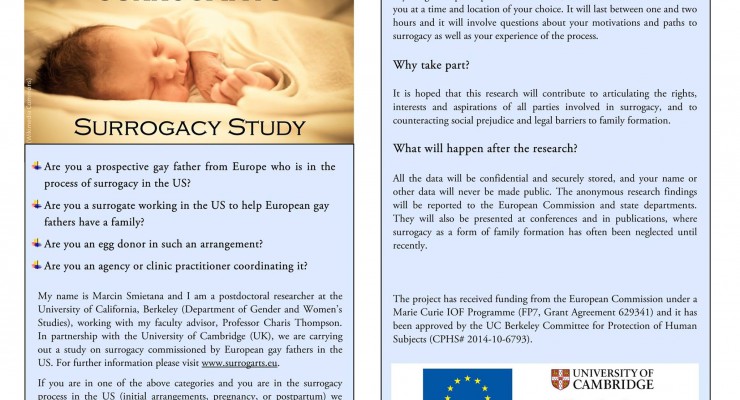 SURROGACY STUDY
Are you a prospective gay father from Europe who is in the
process of surrogacy in the US?
Are you a surrogate working in the US to help European gay
fathers have a family?
Are you an egg donor in such an arrangement?
Are you an agency or clinic practitioner coordinating it?
My name is Marcin Smietana and I am a postdoctoral researcher at the
University of California, Berkeley (Department of Gender and Women's
Studies), working with my faculty advisor, Professor Charis Thompson.
In partnership with the University of Cambridge (UK), we are carrying
out a study on surrogacy commissioned by European gay fathers in the
US. For further information please visit www.surrogarts.eu.
If you are in one of the above categories and you are in the surrogacy
process in the US (initial arrangements, pregnancy, or postpartum) we
you at a time and location of your choice. It will last between one and two
hours and it will involve questions about your motivations and paths to
surrogacy as well as your experience of the process.
Why take part?
It is hoped that this research will contribute to articulating the rights,
interests and aspirations of all parties involved in surrogacy, and to
counteracting social prejudice and legal barriers to family formation.
What will happen after the research?
All the data will be confidential and securely stored, and your name or
other data will never be made public. The anonymous research findings
will be reported to the European Commission and state departments.
They will also be presented at conferences and in publications, where
surrogacy as a form of family formation has often been neglected until
recently.
The project has received funding from the European Commission under a
Marie Curie IOF Programme (FP7, Grant Agreement 629341) and it has
been approved by the UC Berkeley Committee for Protection of Human
Subjects (CPHS# 2014-10-6793).
UNIVERSITY OF
CAMBRIDGE